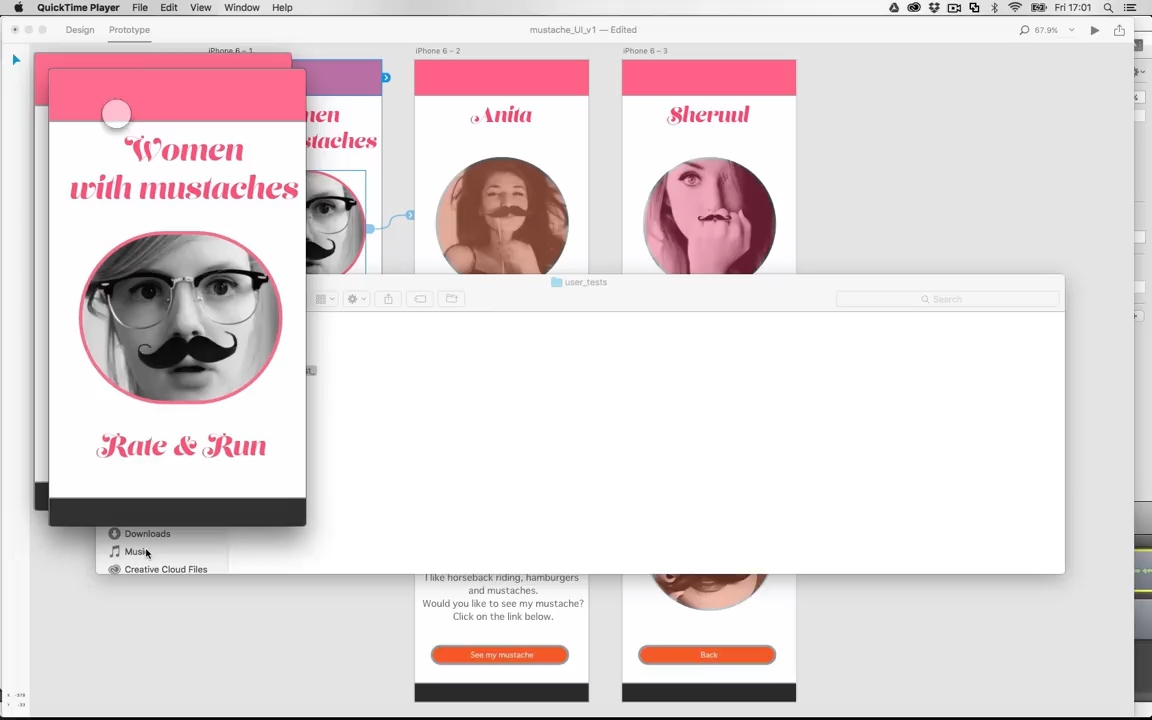 QuickTime Player File Edit View Window Help
Fri 17:01
Design Prototype
mustache_UI_v1 — Edited
67.9%
iPhone 6 – 1
iPhone 6 – 2
iPhone 6 – 3
Anita
Sheruul
Women
with mustaches
Rate & Run
user_tests
Search
Downloads
Music
Creative Cloud Files
I like horseback riding, hamburgers
and mustaches.
Would you like to see my mustache?
Click on the link below.
See my mustache
Back